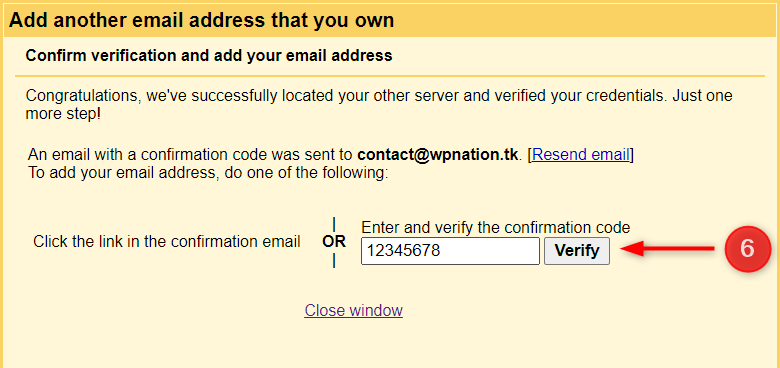 Add another email address that you own
Confirm verification and add your email address
Congratulations, we've successfully located your other server and verified your credentials. Just one
more step!
An email with a confirmation code was sent to contact@wpnation.tk. [Resend email]
To add your email address, do one of the following:
Click the link in the confirmation email
OR
Enter and verify the confirmation code
12345678 Verify
6
Close window